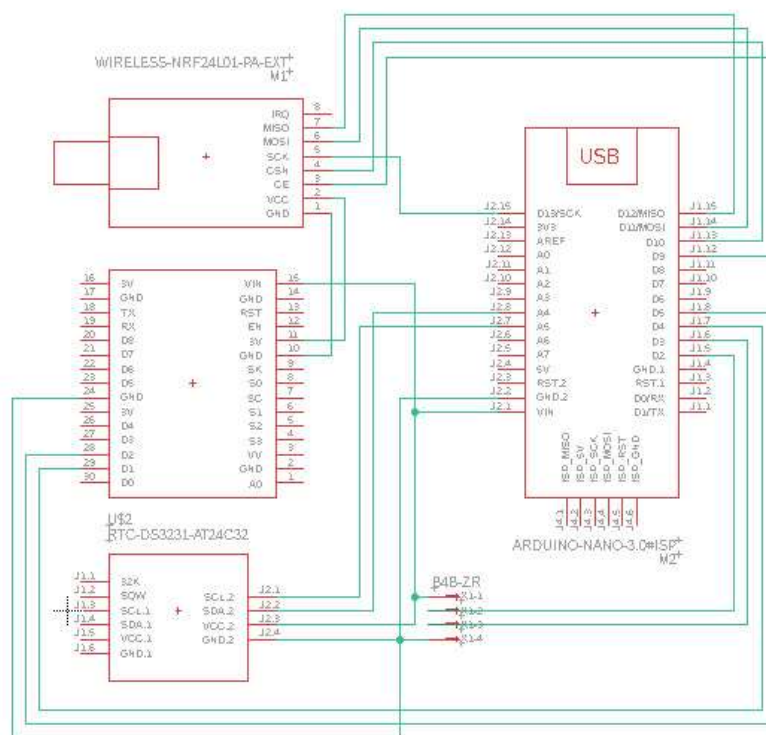 WIRELESS-NRF24L01-PA-EXT
M1
IRQ 8
MISO 7
MOSI 6
SCK 5
CSN 4
CE 3
VCC 2
GND 1
USB
J2.15 D13/SCK D12/MISO J1.15
J2.14 3V3 D11/MOSI J1.14
J2.13 AREF D10 J1.13
J2.12 A0 D9 J1.12
J2.11 A1 D8 J1.11
J2.10 A2 D7 J1.10
J2.9 A3 D6 J1.9
J2.8 A4 D5 J1.8
J2.7 A5 D4 J1.7
J2.6 A6 D3 J1.6
J2.5 A7 D2 J1.5
J2.4 5V GND.1 J1.4
J2.3 RST.2 RST.1 J1.3
J2.2 GND.2 D0/RX J1.2
J2.1 VIN D1/TX J1.1
ISP_MISO
ISP_5V
ISP_SCK
ISP_MOSI
ISP_RST
ISP_GND
J4.1
J4.2
J4.3
J4.4
J4.5
J4.6
ARDUINO-NANO-3.0#ISP
M2
16 3V VIN 15
17 GND GND 14
18 TX RST 13
19 RX EN 12
20 D8 3V 11
21 D7 GND 10
22 D6 SK 9
23 D5 S0 8
24 GND SC 7
25 3V S1 6
26 D4 S2 5
27 D3 S3 4
28 D2 VV 3
29 D1 GND 2
30 D0 A0 1
U$2
RTC-DS3231-AT24C32
J1.1 32K
J1.2 SQW SCL.2 J2.1
J1.3 SCL.1 SDA.2 J2.2
J1.4 SDA.1 VCC.2 J2.3
J1.5 VCC.1 GND.2 J2.4
J1.6 GND.1
B4B-ZR
X1-1
X1-2
X1-3
X1-4